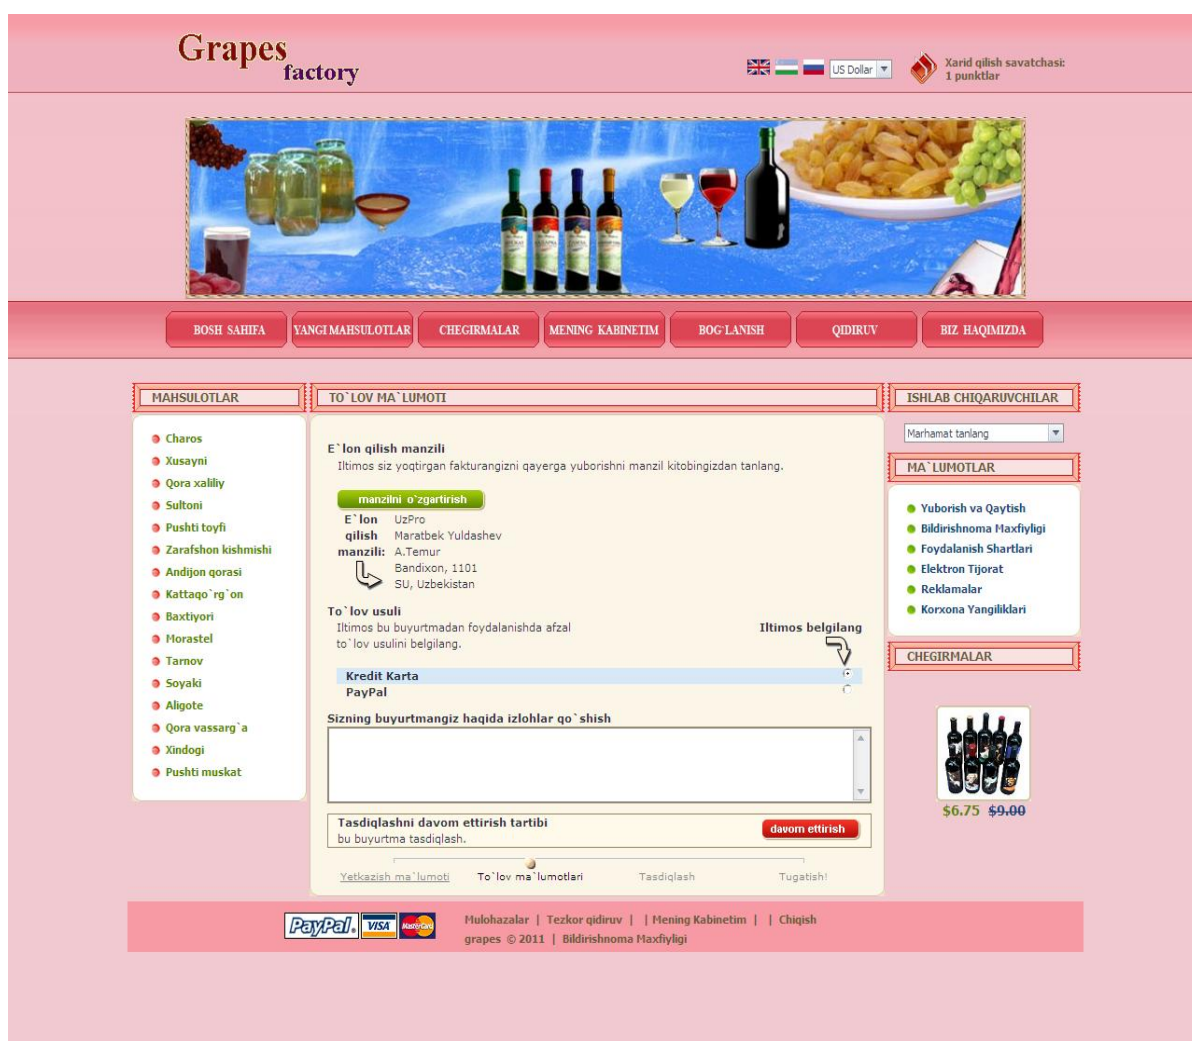 Grapes
factory
US Dollar
Xarid qilish savatchasi:
1 punktlar
BOSH SAHIFA
YANGI MAHSULOTLAR
CHEGIRMALAR
MENING KABINETIM
BOG`LANISH
QIDIRUV
BIZ HAQIMIZDA
MAHSULOTLAR
Charos
Xusayni
Qora xaliliy
Sultoni
Pushti toyfi
Zarafshon kishmishi
Andijon qorasi
Kattaqo`rg`on
Baxtiyori
Morastel
Tarnov
Soyaki
Aligote
Qora vassarg`a
Xindogi
Pushti muskat
TO`LOV MA`LUMOTI
E`lon qilish manzili
Iltimos siz yoqtirgan fakturangizni qayerga yuborishni manzil kitobingizdan tanlang.
manzilni o`zgartirish
E`lon
qilish
manzili:
UzPro
Maratbek Yuldashev
A.Temur
Bandixon, 1101
SU, Uzbekistan
To`lov usuli
Iltimos bu buyurtmadan foydalanishda afzal
to`lov usulini belgilang.
Iltimos belgilang
Kredit Karta
PayPal
Sizning buyurtmangiz haqida izlohlar qo`shish
Tasdiqlashni davom ettirish tartibi
bu buyurtma tasdiqlash.
davom ettirish
Yetkazish ma`lumoti
To`lov ma`lumotlari
Tasdiqlash
Tugatish!
ISHLAB CHIQARUVCHILAR
Marhamat tanlang
MA`LUMOTLAR
Yuborish va Qaytish
Bildirishnoma Maxfiyligi
Foydalanish Shartlari
Elektron Tijorat
Reklamalar
Korxona Yangiliklari
CHEGIRMALAR
$6.75 $9.00
PayPal. VISA MasterCard
Mulohazalar | Tezkor qidiruv | | Mening Kabinetim | | Chiqish
grapes © 2011 | Bildirishnoma Maxfiyligi